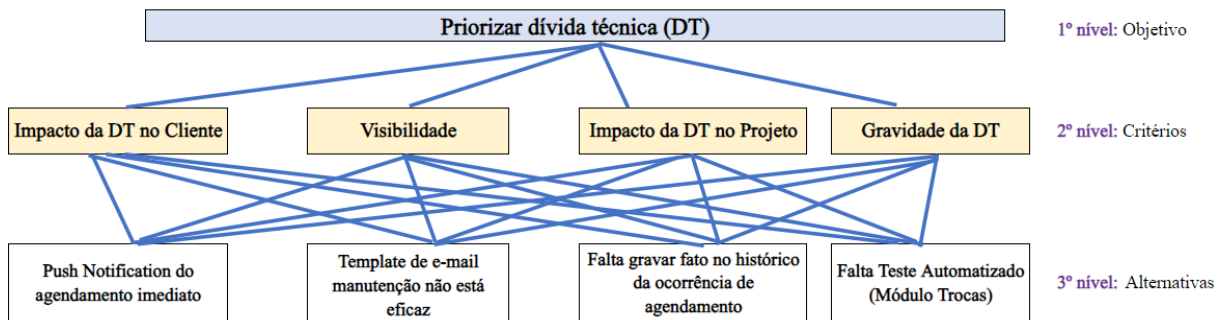 Priorizar dívida técnica (DT)
1º nível: Objetivo
Impacto da DT no Cliente
Visibilidade
Impacto da DT no Projeto
Gravidade da DT
2º nível: Critérios
Push Notification do
agendamento imediato
Template de e-mail
manutenção não está
eficaz
Falta gravar fato no histórico
da ocorrência de
agendamento
Falta Teste Automatizado
(Módulo Trocas)
3º nível: Alternativas